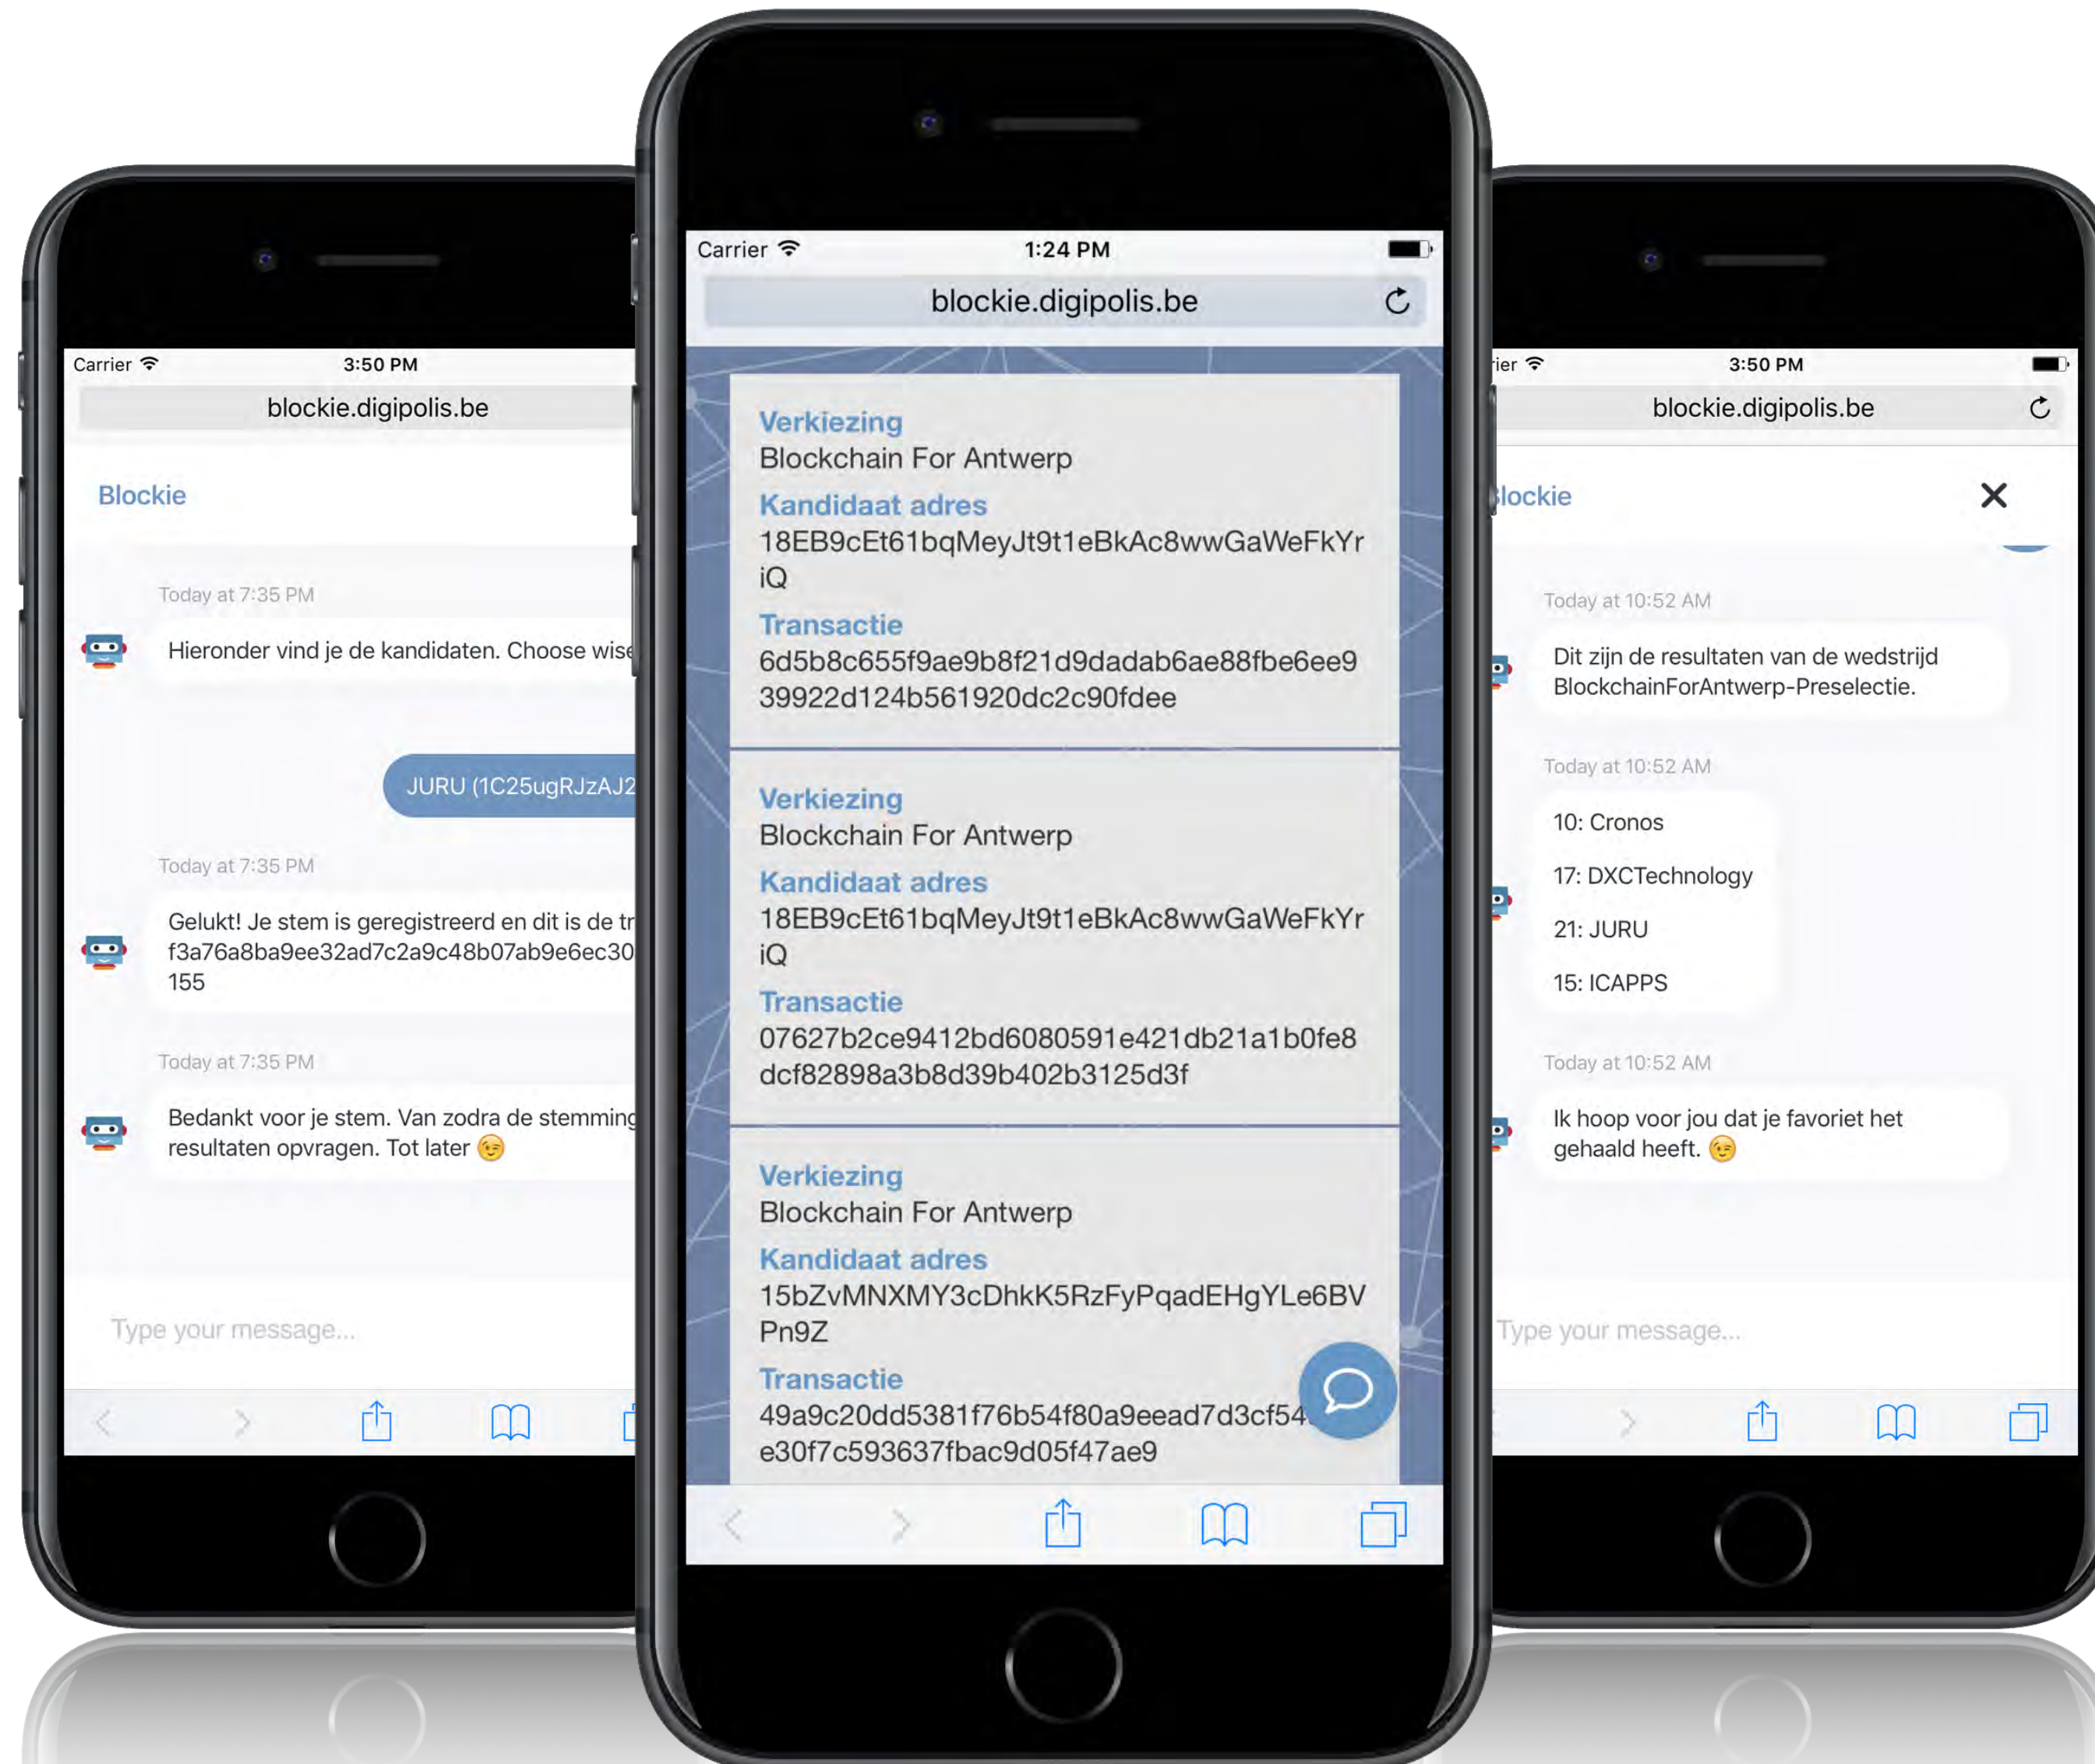 Carrier
3:50 PM
blockie.digipolis.be
Blockie
Today at 7:35 PM
Hieronder vind je de kandidaten. Choose
JURU (1C25ugRJzAJ2
Today at 7:35 PM
Gelukt! Je stem is geregistreerd en dit is de
f3a76a8ba9ee32ad7c2a9c48b07ab9e6ec30
155
Today at 7:35 PM
Bedankt voor je stem. Van zodra de stemming
resultaten opvragen. Tot later 😉
Type your message...
Carrier
1:24 PM
blockie.digipolis.be
Verkiezing
Blockchain For Antwerp
Kandidaat adres
18EB9cEt61bqMeyJt9t1eBkAc8wwGaWeFkYr
iQ
Transactie
6d5b8c655f9ae9b8f21d9dadab6ae88fbe6ee9
39922d124b561920dc2c90fdee
Verkiezing
Blockchain For Antwerp
Kandidaat adres
18EB9cEt61bqMeyJt9t1eBkAc8wwGaWeFkYr
iQ
Transactie
07627b2ce9412bd6080591e421db21a1b0fe8
dcf82898a3b8d39b402b3125d3f
Verkiezing
Blockchain For Antwerp
Kandidaat adres
15bZvMNXMY3cDhkK5RzFyPqadEHgYLe6BV
Pn9Z
Transactie
49a9c20dd5381f76b54f80a9eead7d3cf54
e30f7c593637fbac9d05f47ae9
3:50 PM
blockie.digipolis.be
lockie
Today at 10:52 AM
Dit zijn de resultaten van de wedstrijd
BlockchainForAntwerp-Preselectie.
Today at 10:52 AM
10: Cronos
17: DXCTechnology
21: JURU
15: ICAPPS
Today at 10:52 AM
Ik hoop voor jou dat je favoriet het
gehaald heeft. 😉
Type your message...